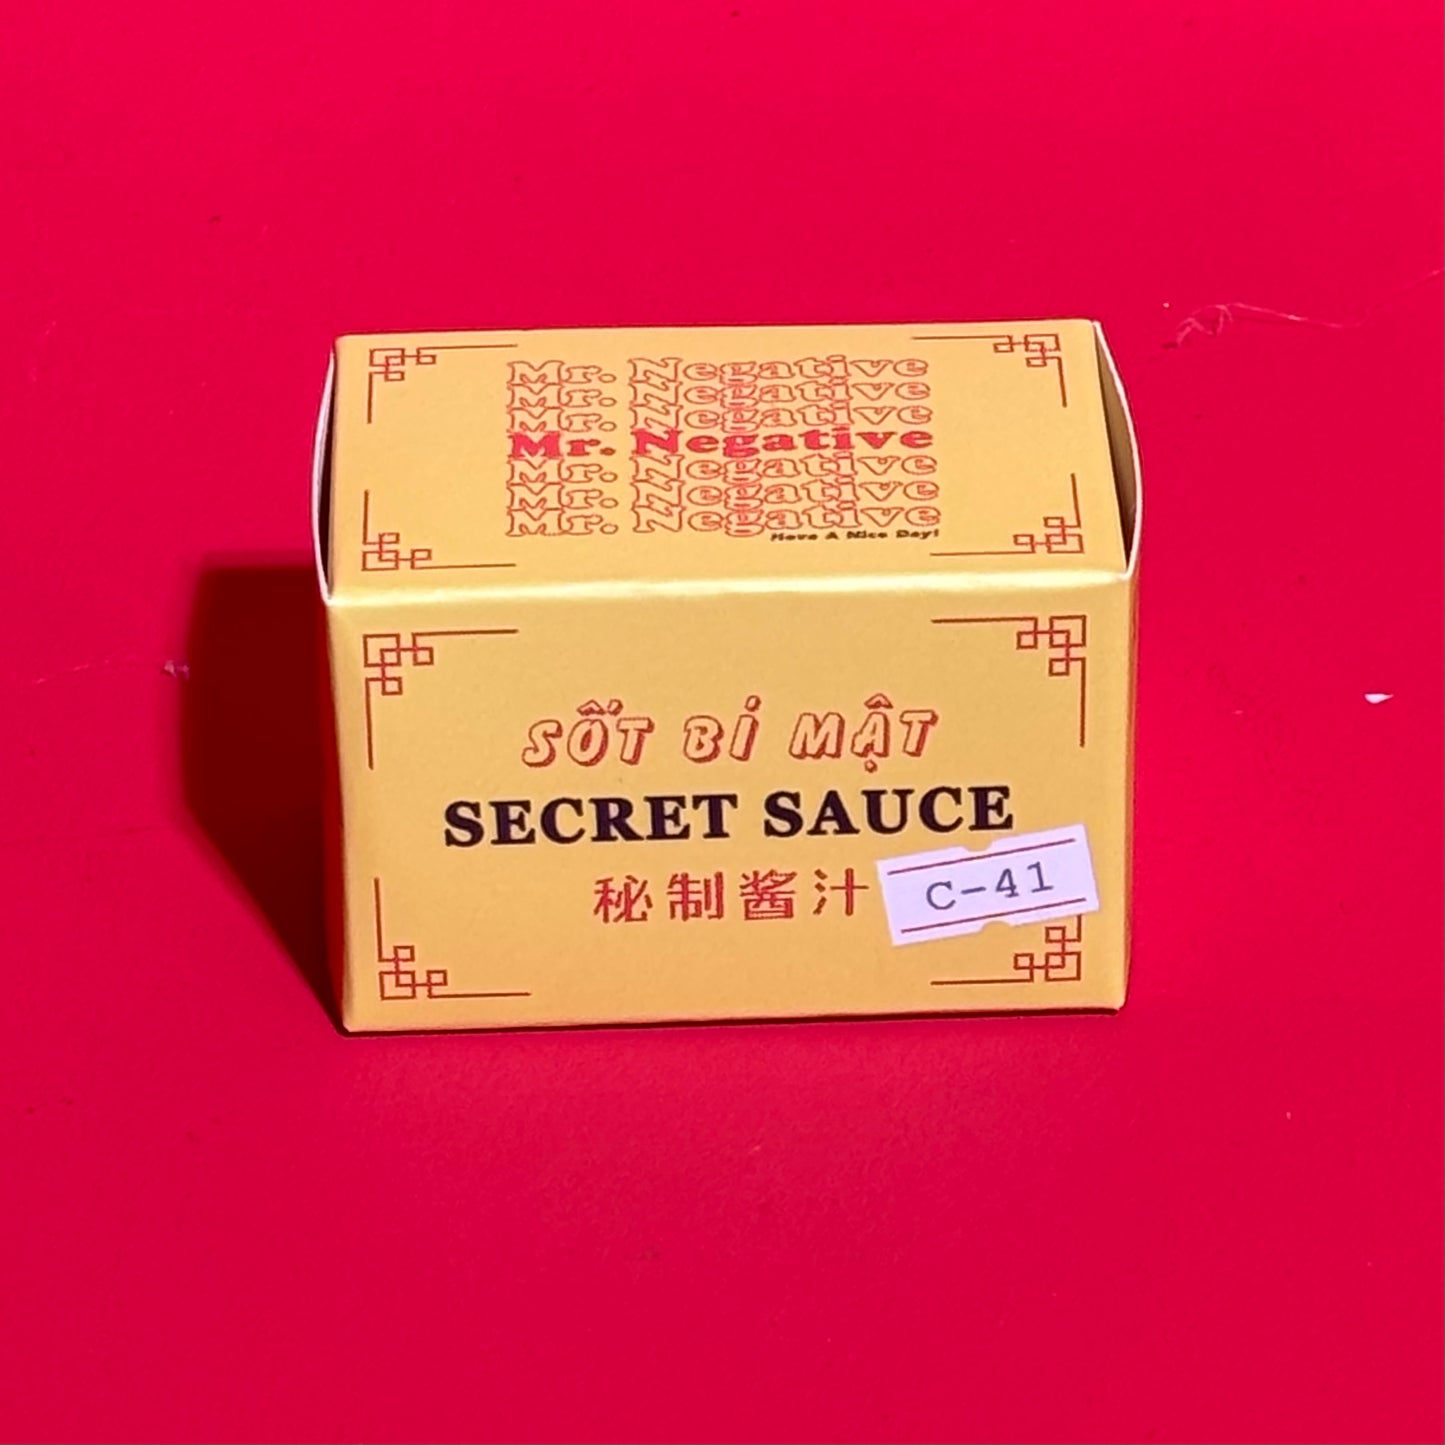 Mr. Negative
Mr. Negative
Mr. Negative
Mr. Negative
Mr. Negative
Mr. Negative
Mr. Negative
Have A Nice Day!
SỐT BÍ MẬT
SECRET SAUCE
秘制酱汁
C-41